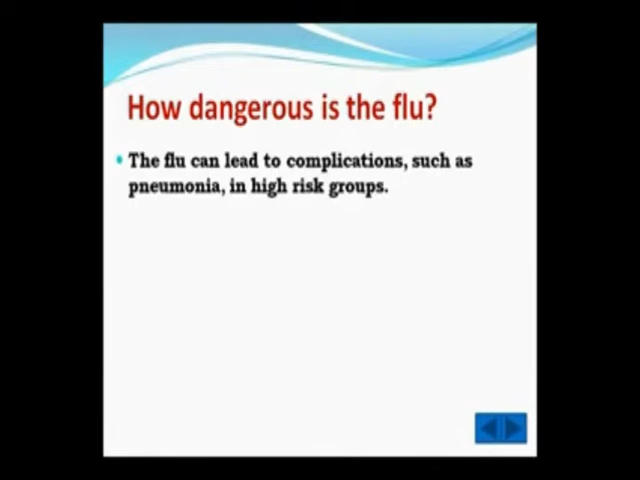 How dangerous is the flu?
The flu can lead to complications, such as
pneumonia, in high risk groups.